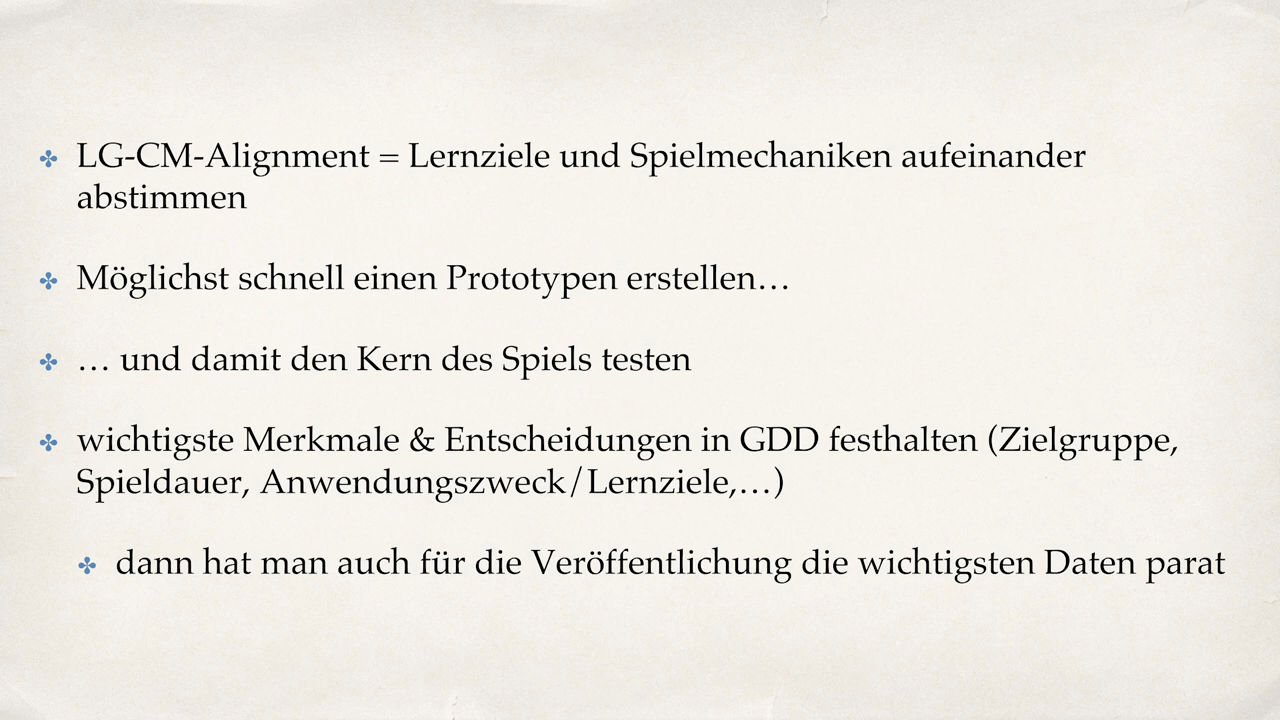 LG-CM-Alignment = Lernziele und Spielmechaniken aufeinander
abstimmen
Möglichst schnell einen Prototypen erstellen…
… und damit den Kern des Spiels testen
wichtigste Merkmale & Entscheidungen in GDD festhalten (Zielgruppe,
Spieldauer, Anwendungszweck/Lernziele,…)
dann hat man auch für die Veröffentlichung die wichtigsten Daten parat